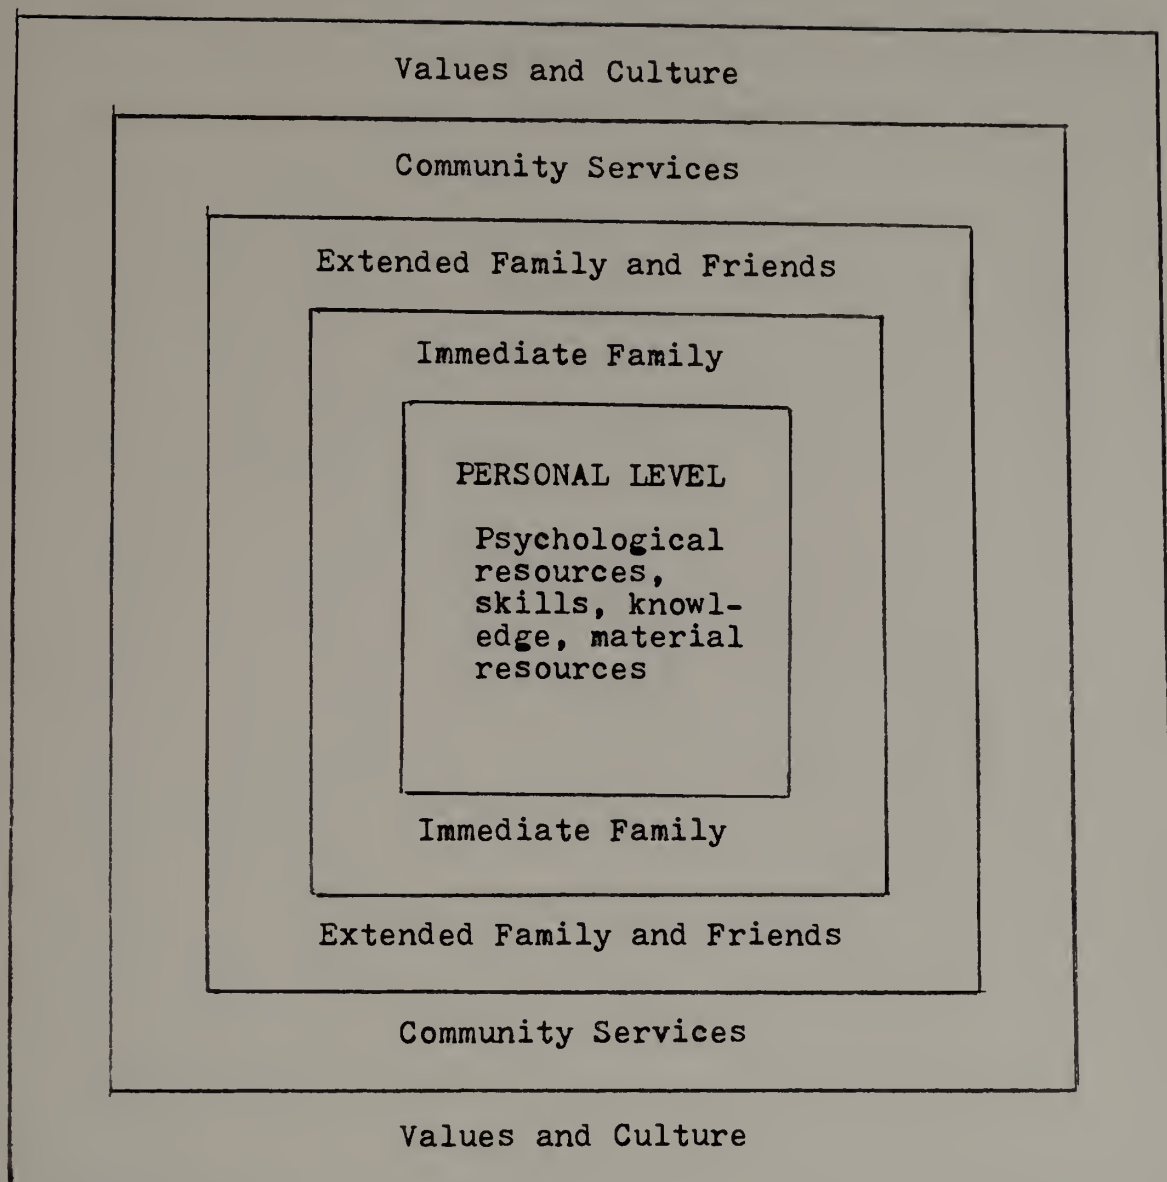 Values and Culture
Community Services
Extended Family and Friends
Immediate Family
PERSONAL LEVEL
Psychological
resources,
skills, knowl-
edge, material
resources
Immediate Family
Extended Family and Friends
Community Services
Values and Culture